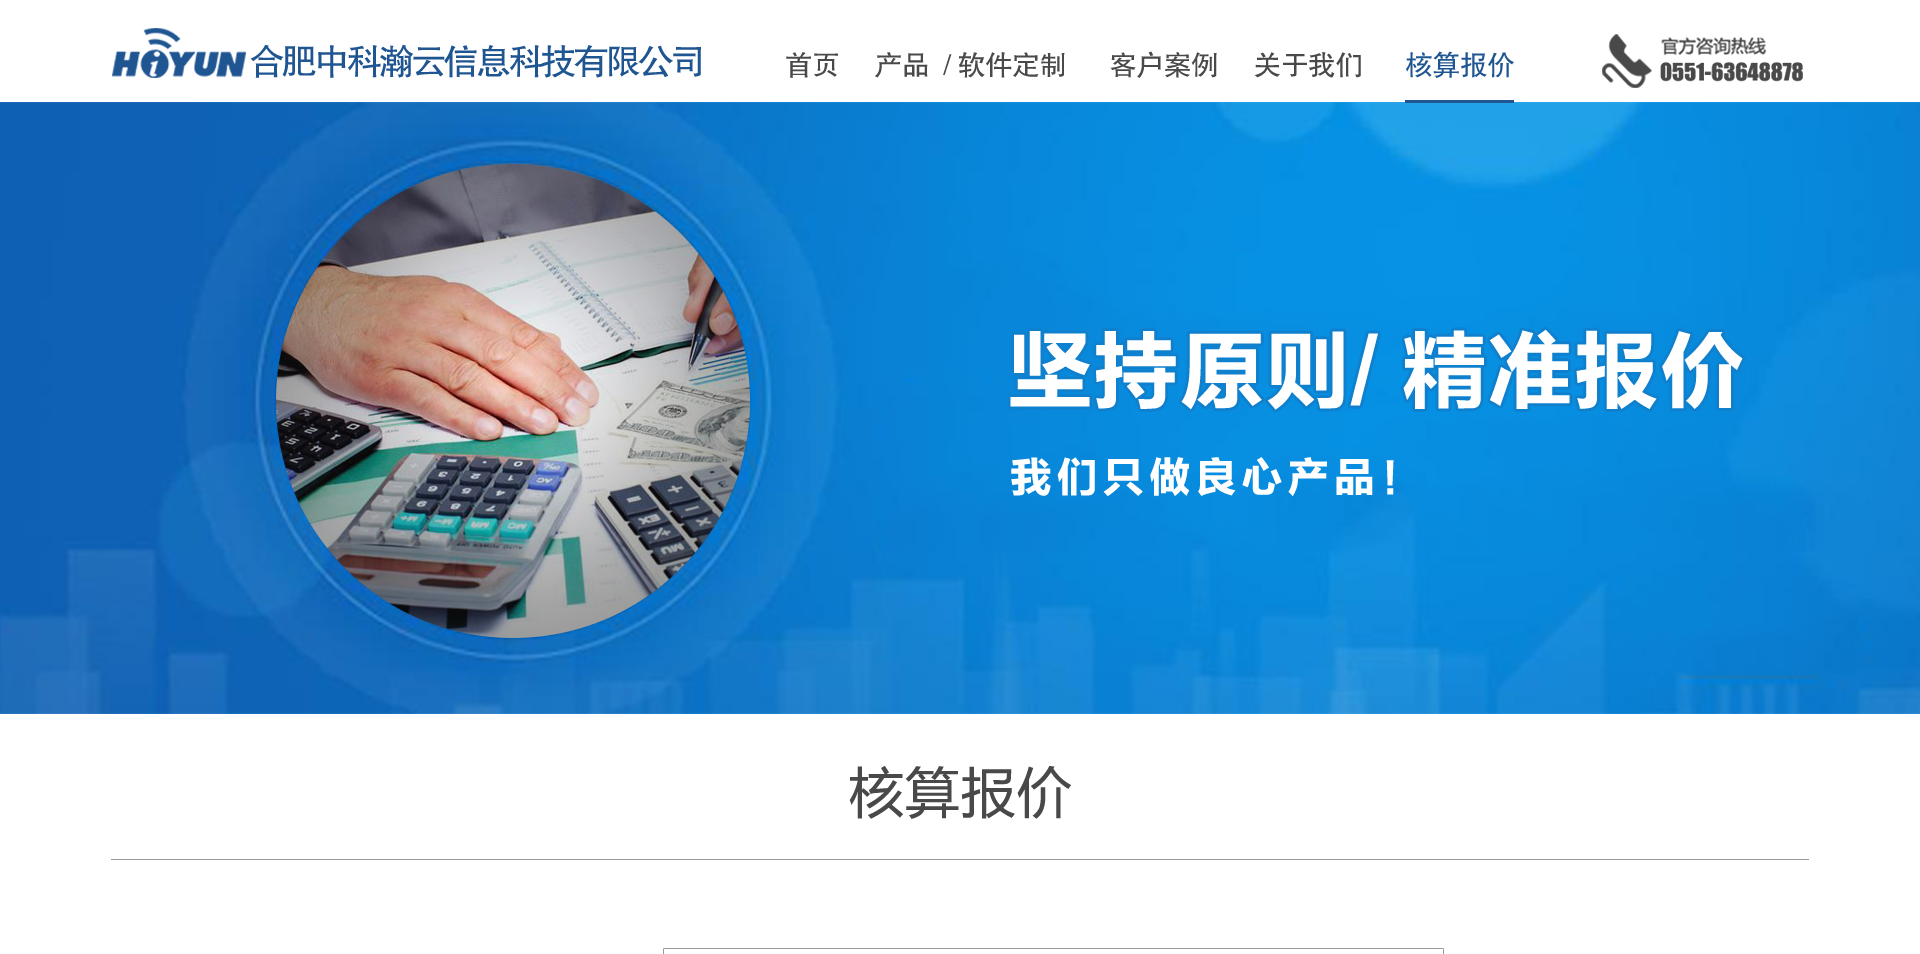 HOYUN 合肥中科瀚云信息科技有限公司
首页 产品 / 软件定制 客户案例 关于我们 核算报价
官方咨询热线
0551-63648878
坚持原则/ 精准报价
我们只做良心产品！
核算报价